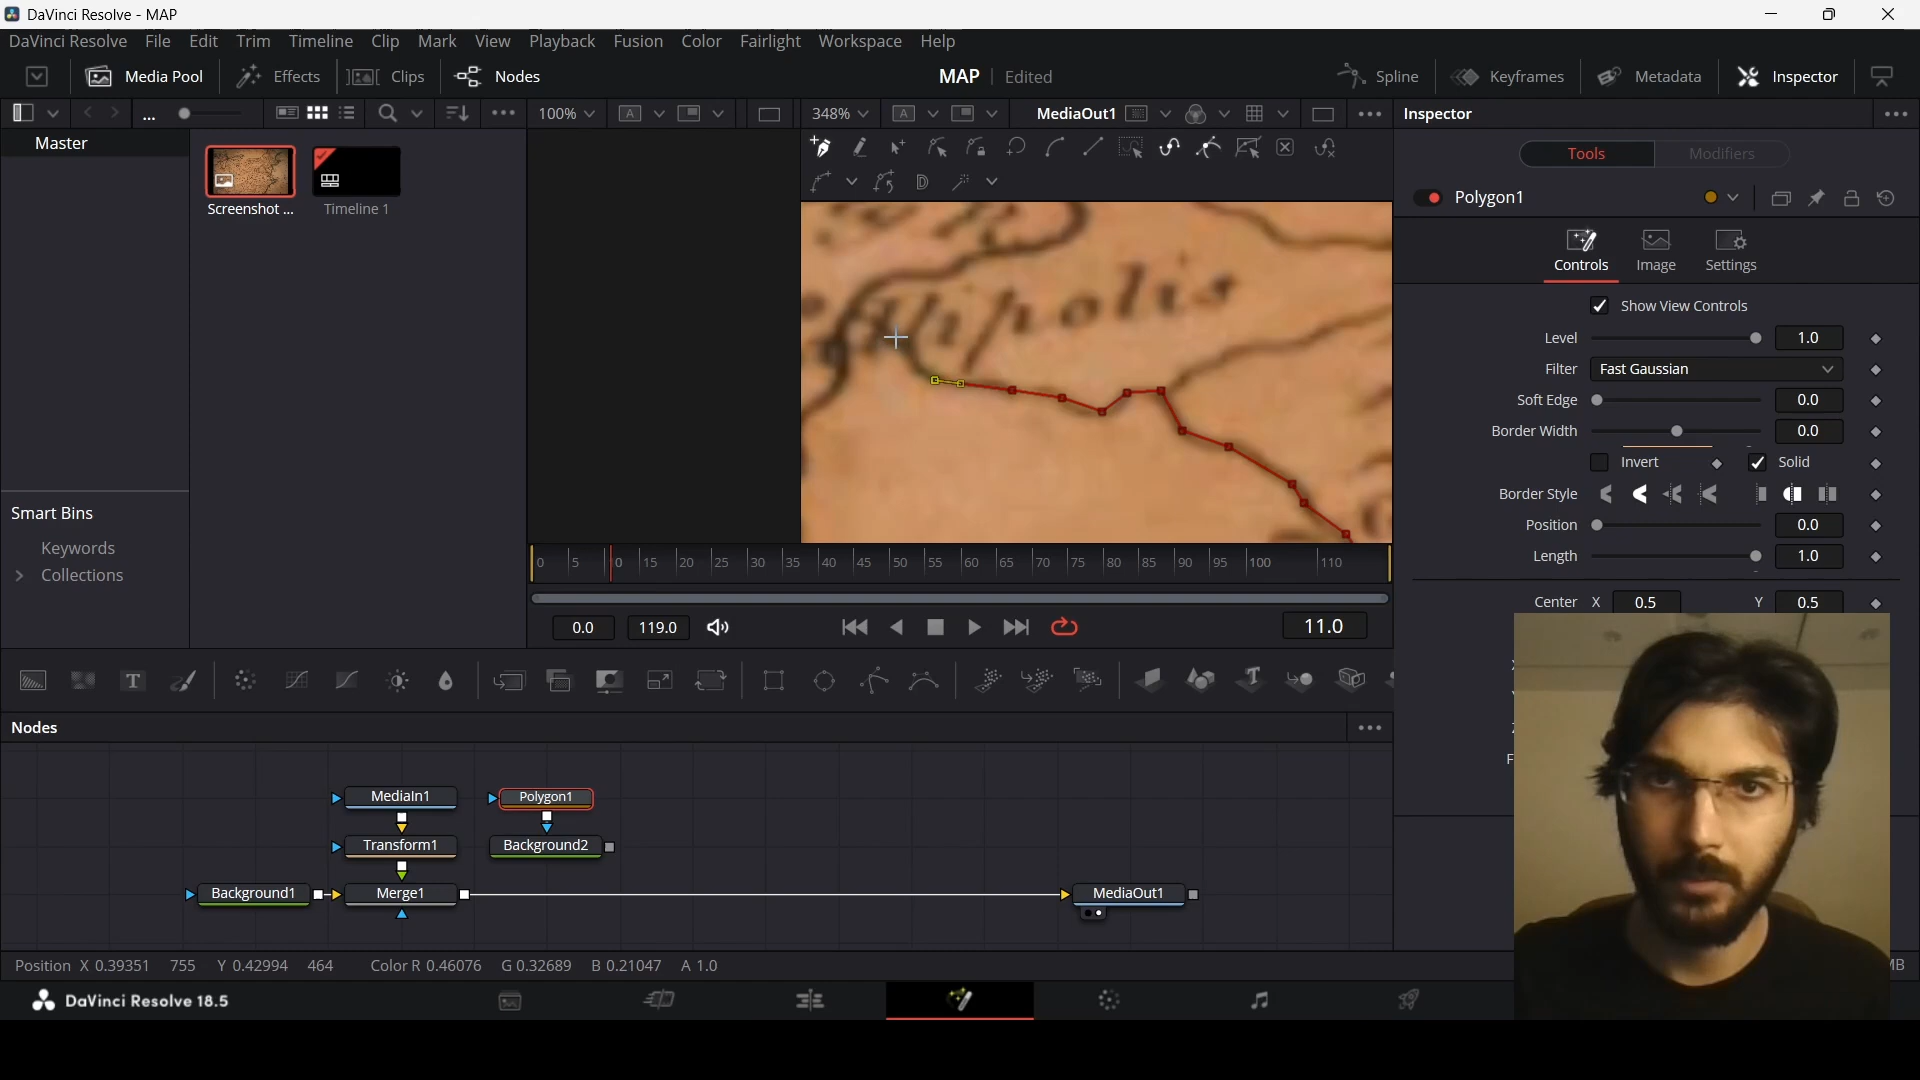 DaVinci Resolve - MAP
DaVinci Resolve File Edit Trim Timeline Clip Mark View Playback Fusion Color Fairlight Workspace Help
Media Pool Effects Clips Nodes MAP Edited Spline Keyframes Metadata Inspector
... 100% 348% MediaOut1 Inspector
Master
Tools Modifiers
Screenshot ... Timeline 1
Polygon1
Controls Image Settings
Show View Controls
Level 1.0
Filter Fast Gaussian
Soft Edge 0.0
Border Width 0.0
Invert Solid
Border Style
Position 0.0
Length 1.0
Center X 0.5 Y 0.5
Smart Bins
Keywords
Collections
0 5 0 15 20 25 30 35 40 45 50 55 60 65 70 75 80 85 90 95 100 110
0.0 119.0 11.0
Nodes
MediaIn1 Polygon1
Transform1 Background2
Background1 Merge1 MediaOut1
Position X 0.39351 755 Y 0.42994 464 Color R 0.46076 G 0.32689 B 0.21047 A 1.0
MB
DaVinci Resolve 18.5